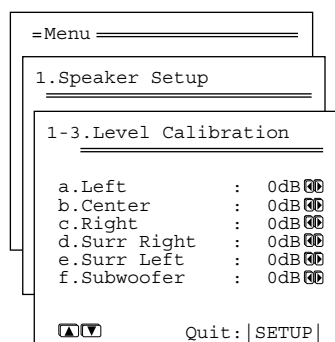 =Menu
1.Speaker Setup
1-3.Level Calibration
a.Left : 0dB
b.Center : 0dB
c.Right : 0dB
d.Surr Right : 0dB
e.Surr Left : 0dB
f.Subwoofer : 0dB
Quit:|SETUP|